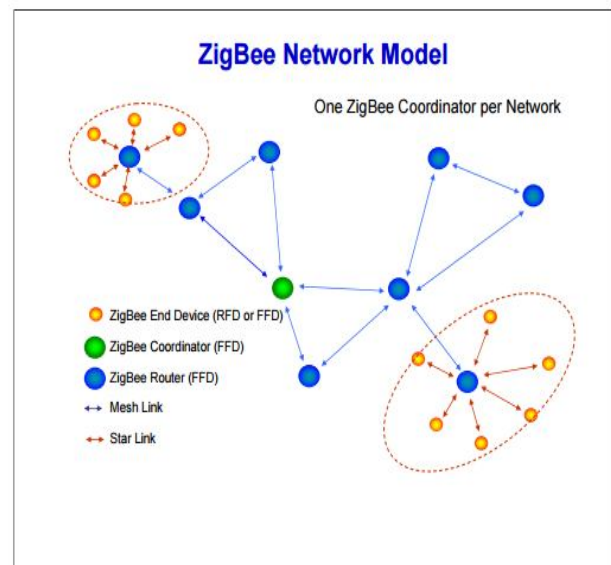 ZigBee Network Model
One ZigBee Coordinator per Network
ZigBee End Device (RFD or FFD)
ZigBee Coordinator (FFD)
ZigBee Router (FFD)
Mesh Link
Star Link